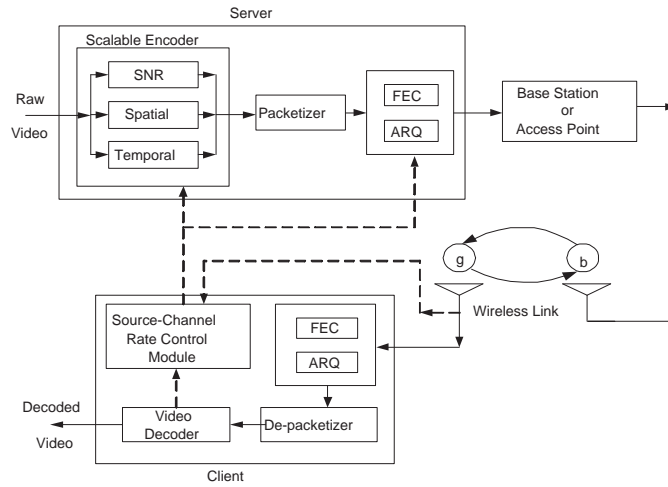 Server
Scalable Encoder
SNR
Raw
Video
Spatial
Temporal
Packetizer
FEC
ARQ
Base Station
or
Access Point
g
b
Wireless Link
Source-Channel
Rate Control
Module
FEC
ARQ
Decoded
Video
Video
Decoder
De-packetizer
Client